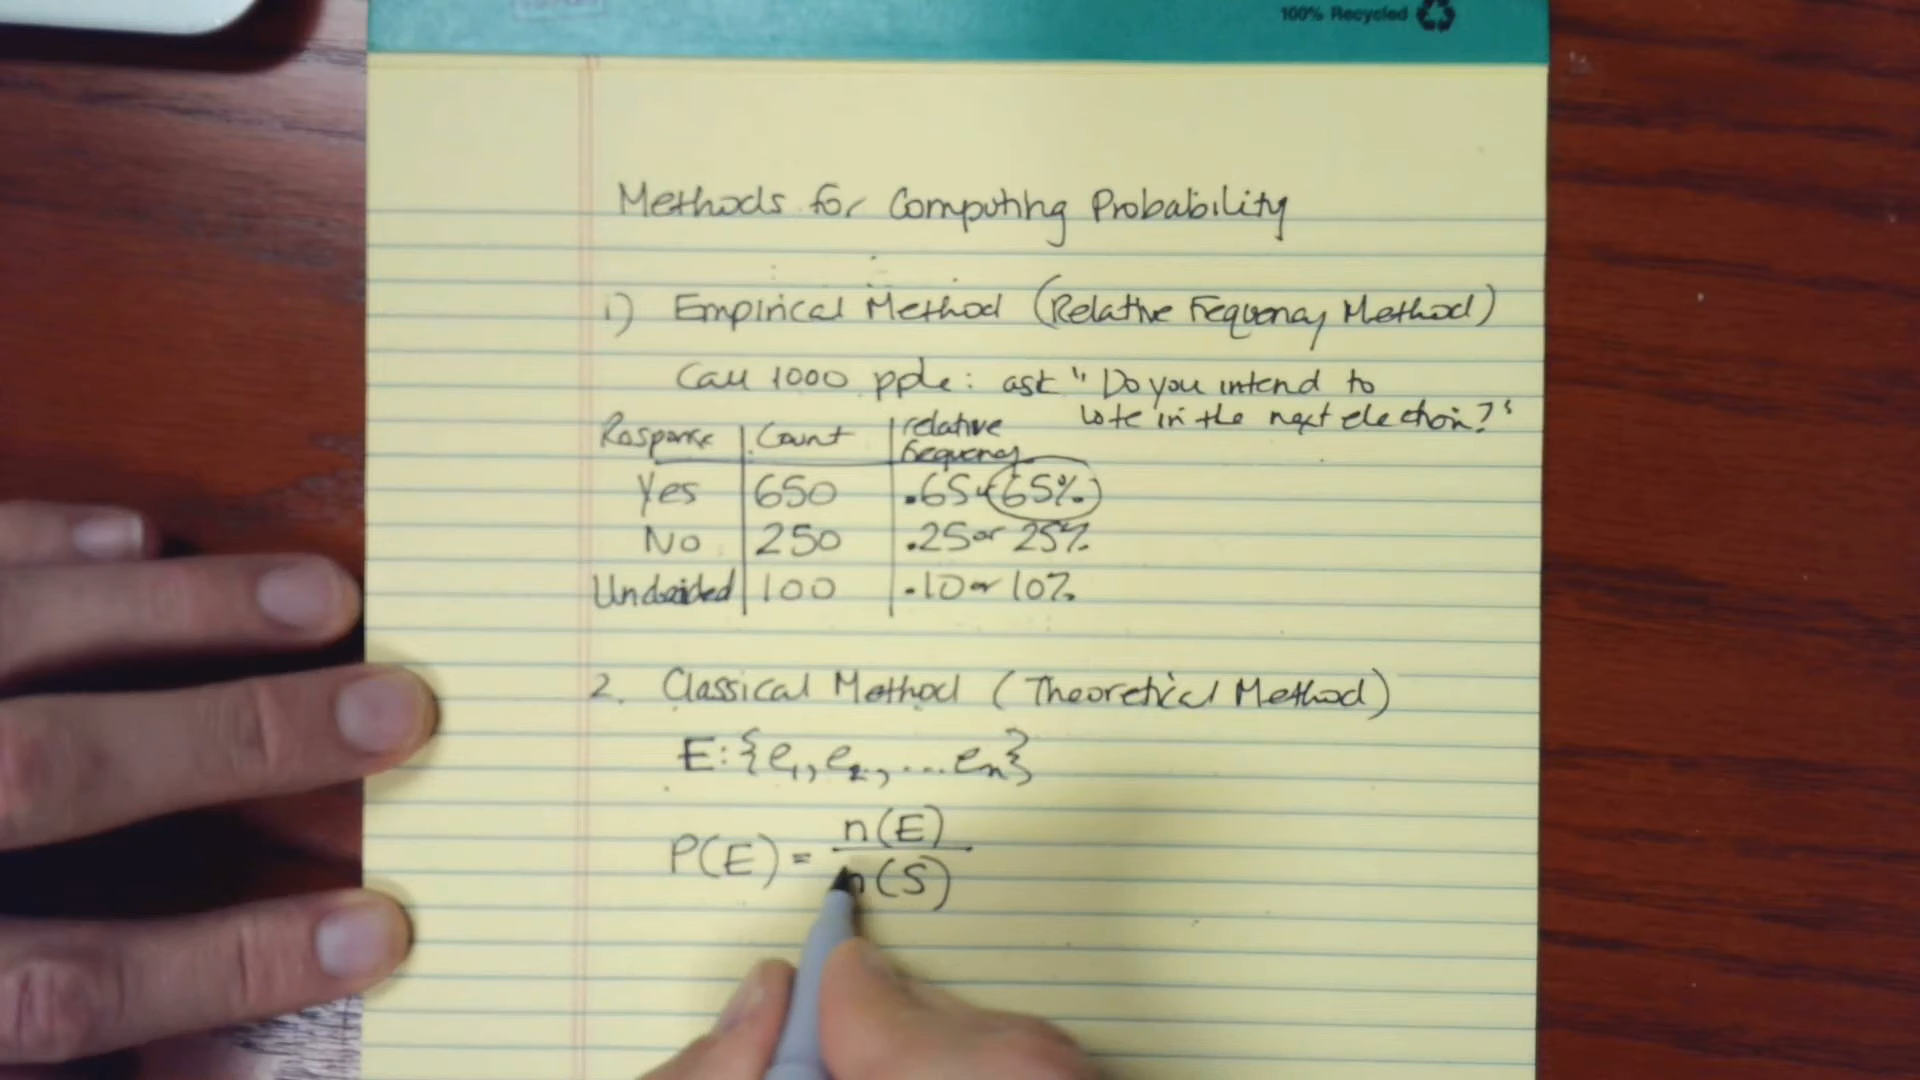 100% Recycled
Methods for Computing Probability
1) Empirical Method (Relative Fequency Method)
Call 1000 pple: ask "Do you intend to
vote in the next election?"
Response | Count | relative frequency
Yes | 650 | .65 or 65%
No | 250 | .25 or 25%
Undecided | 100 | .10 or 10%
2. Classical Method (Theoretical Method)
E: {e₁, e₂, ... eₙ}
P(E) = n(E)
n(S)